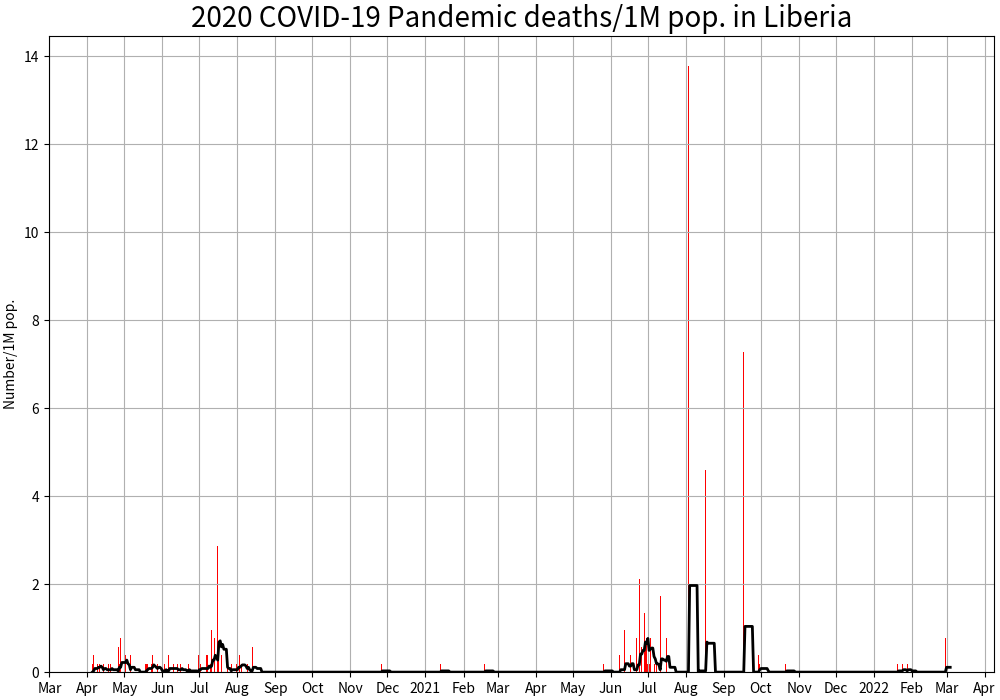 2020 COVID-19 Pandemic deaths/1M pop. in Liberia
Number/1M pop.
14
12
10
8
6
4
2
0
Mar Apr May Jun Jul Aug Sep Oct Nov Dec 2021 Feb Mar Apr May Jun Jul Aug Sep Oct Nov Dec 2022 Feb Mar Apr